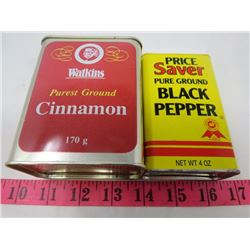 Watkins
Purest Ground
Cinnamon
170 g
PRICE
Saver
PURE GROUND
BLACK
PEPPER
NET WT 4 OZ
10 11 12 13 14 15 16 17